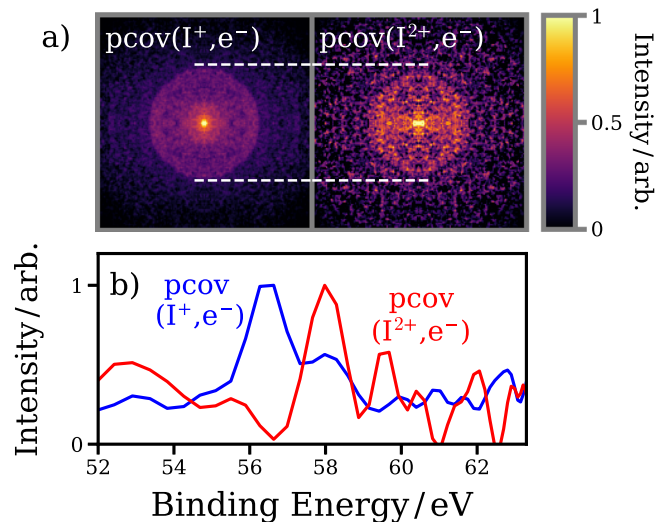 a)
pcov(I⁺,e⁻)
pcov(I²⁺,e⁻)
1
0.5
0
Intensity/arb.
b)
pcov
(I⁺,e⁻)
pcov
(I²⁺,e⁻)
1
0
Intensity/arb.
52 54 56 58 60 62
Binding Energy/eV